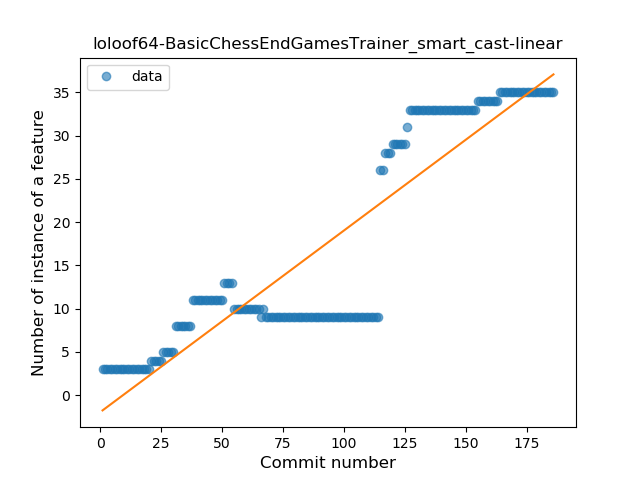 loloof64-BasicChessEndGamesTrainer_smart_cast-linear
data
Number of instance of a feature
35
30
25
20
15
10
5
0
0 25 50 75 100 125 150 175
Commit number